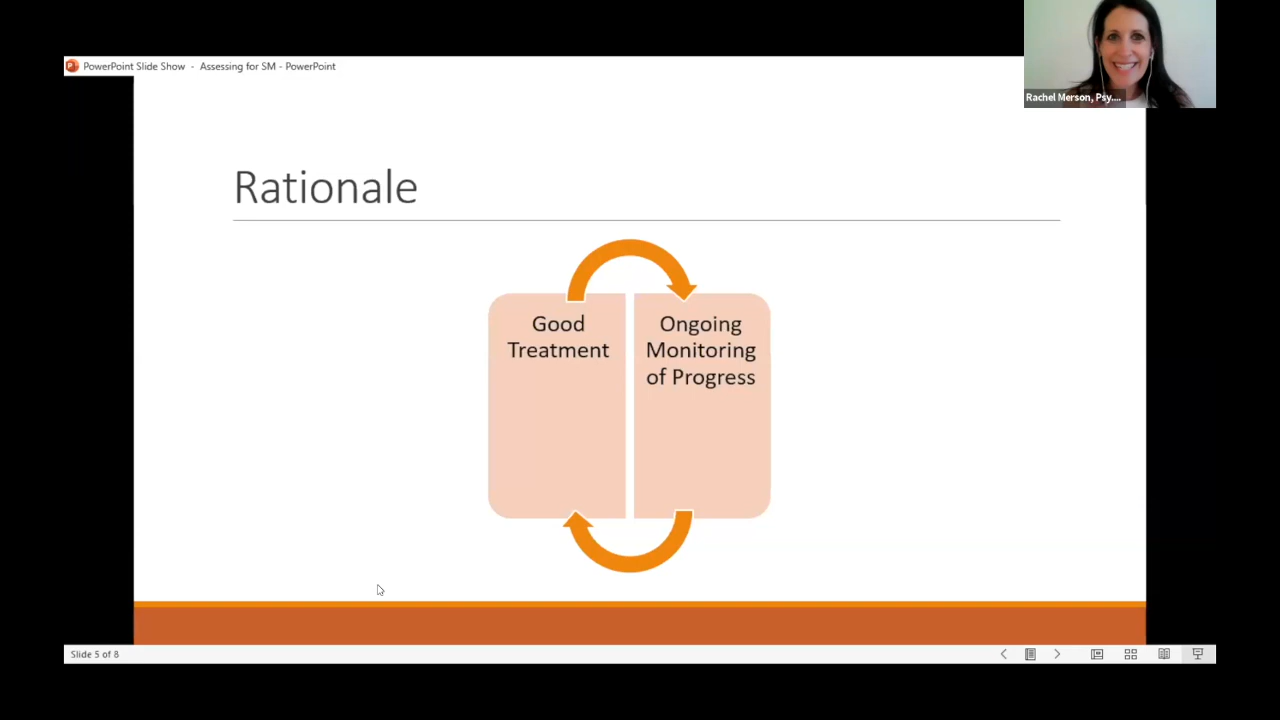 PowerPoint Slide Show - Assessing for SM - PowerPoint
Rachel Merson, Psy....
Rationale
Good
Treatment
Ongoing
Monitoring
of Progress
Slide 5 of 8